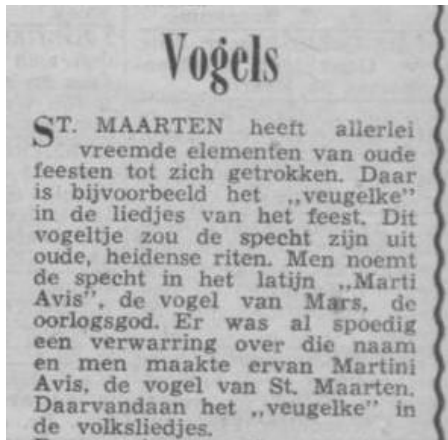 Vogels
ST. MAARTEN heeft allerlei
vreemde elementen van oude
feesten tot zich getrokken. Daar
is bijvoorbeeld het „veugelke”
in de liedjes van het feest. Dit
vogeltje zou de specht zijn uit
oude, heidense riten. Men noemt
de specht in het latijn „Marti
Avis”, de vogel van Mars, de
oorlogsgod. Er was al spoedig
een verwarring over die naam
en men maakte ervan Martini
Avis, de vogel van St. Maarten.
Daarvandaan het „veugelke” in
de volksliedjes.